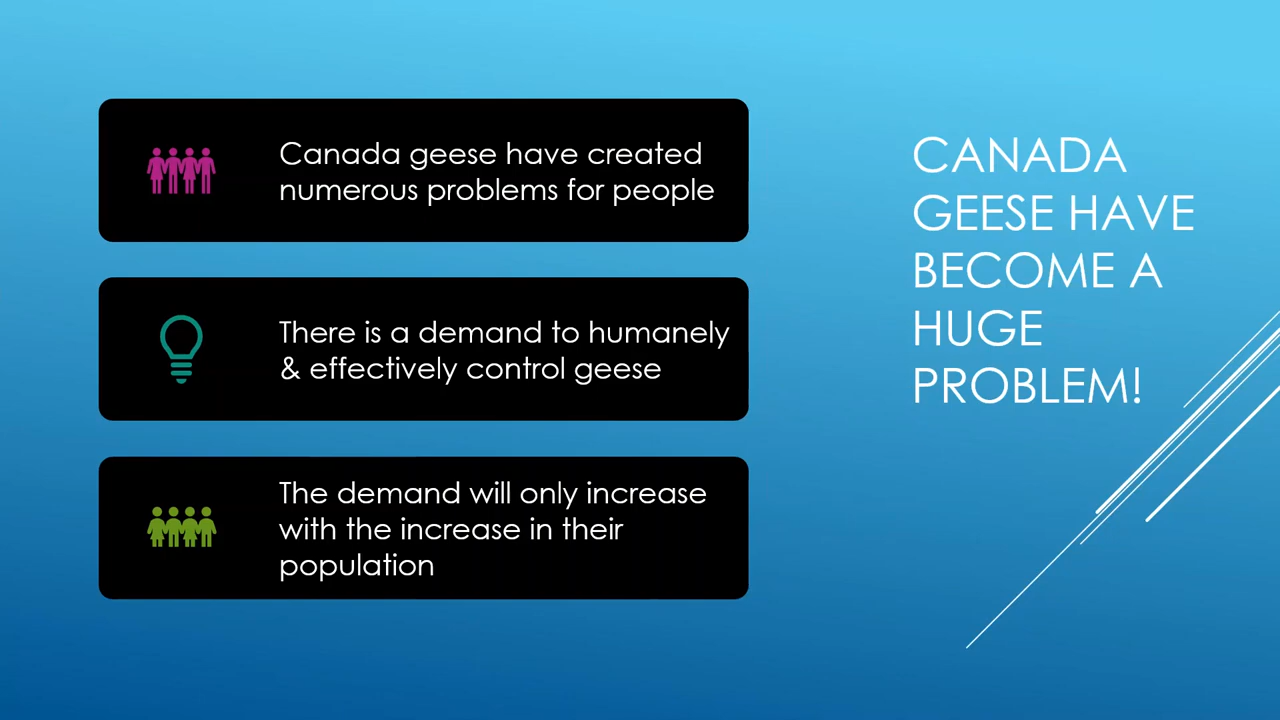 Canada geese have created
numerous problems for people
There is a demand to humanely
& effectively control geese
The demand will only increase
with the increase in their
population
CANADA
GEESE HAVE
BECOME A
HUGE
PROBLEM!